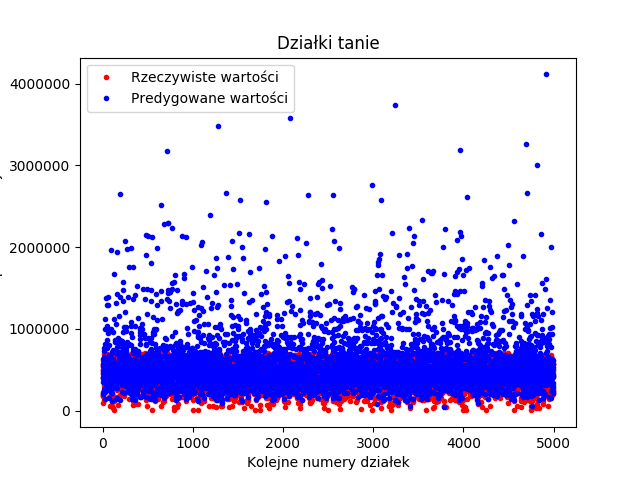 Działki tanie
Rzeczywiste wartości
Predygowane wartości
4000000
3000000
2000000
1000000
0
0
1000
2000
3000
4000
5000
Kolejne numery działek